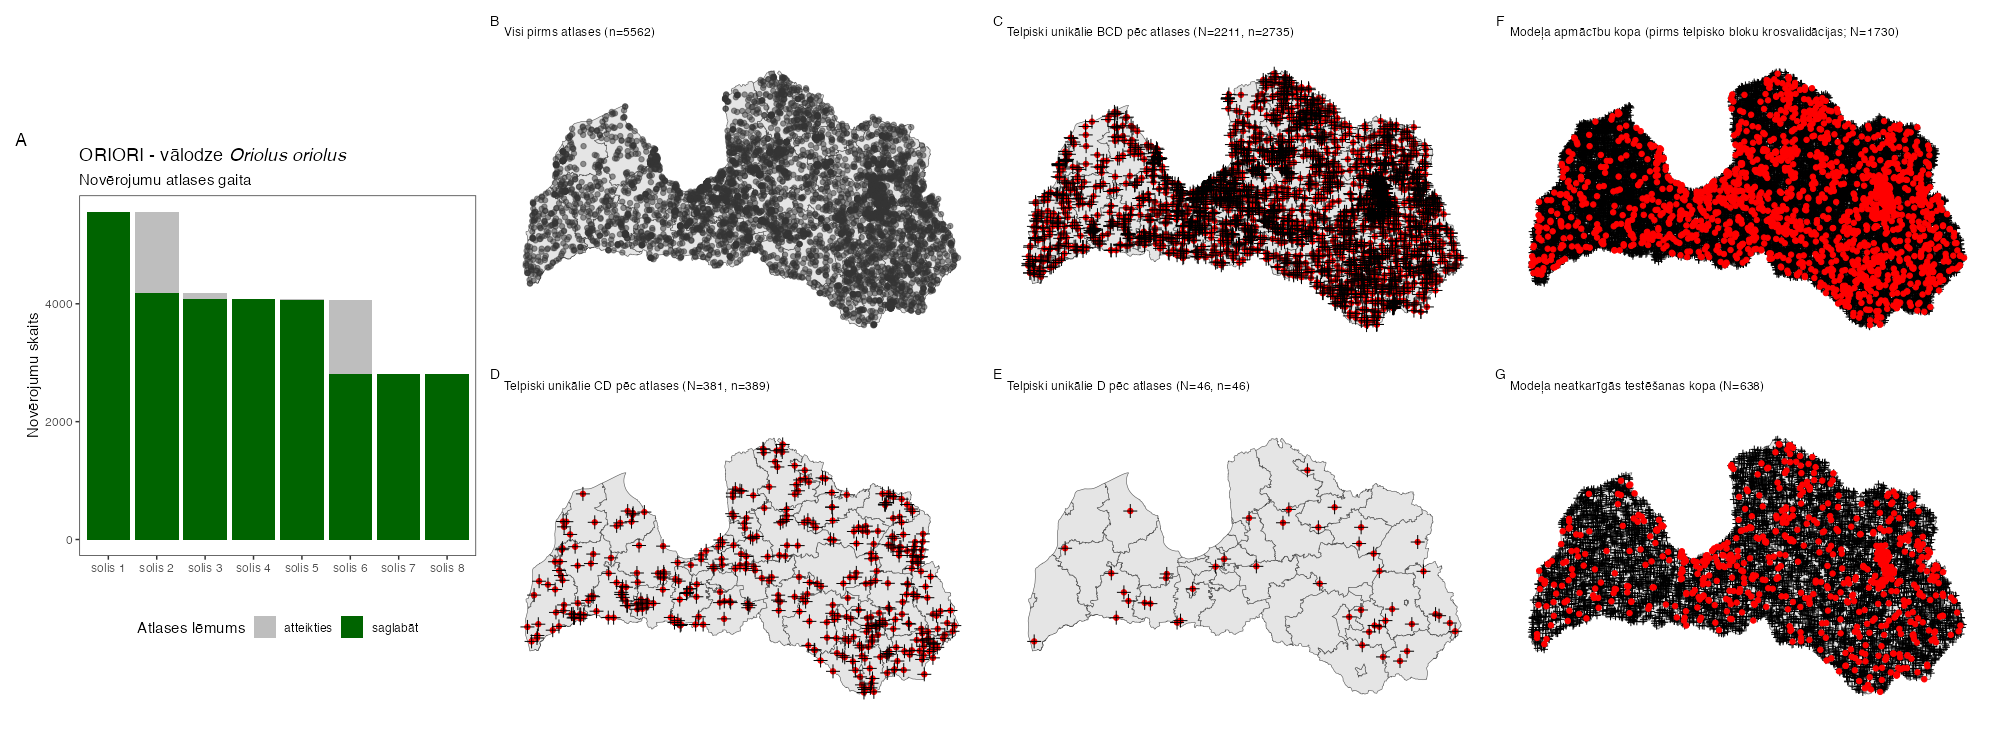 A
ORIORI - vālodze Oriolus oriolus
Novērojumu atlases gaita
Novērojumu skaits
4000
2000
0
solis 1 solis 2 solis 3 solis 4 solis 5 solis 6 solis 7 solis 8
Atlases lēmums atteikties saglabāt
B
Visi pirms atlases (n=5562)
C
Telpiski unikālie BCD pēc atlases (N=2211, n=2735)
F
Modeļa apmācību kopa (pirms telpisko bloku krosvalidācijas; N=1730)
D
Telpiski unikālie CD pēc atlases (N=381, n=389)
E
Telpiski unikālie D pēc atlases (N=46, n=46)
G
Modeļa neatkarīgās testēšanas kopa (N=638)